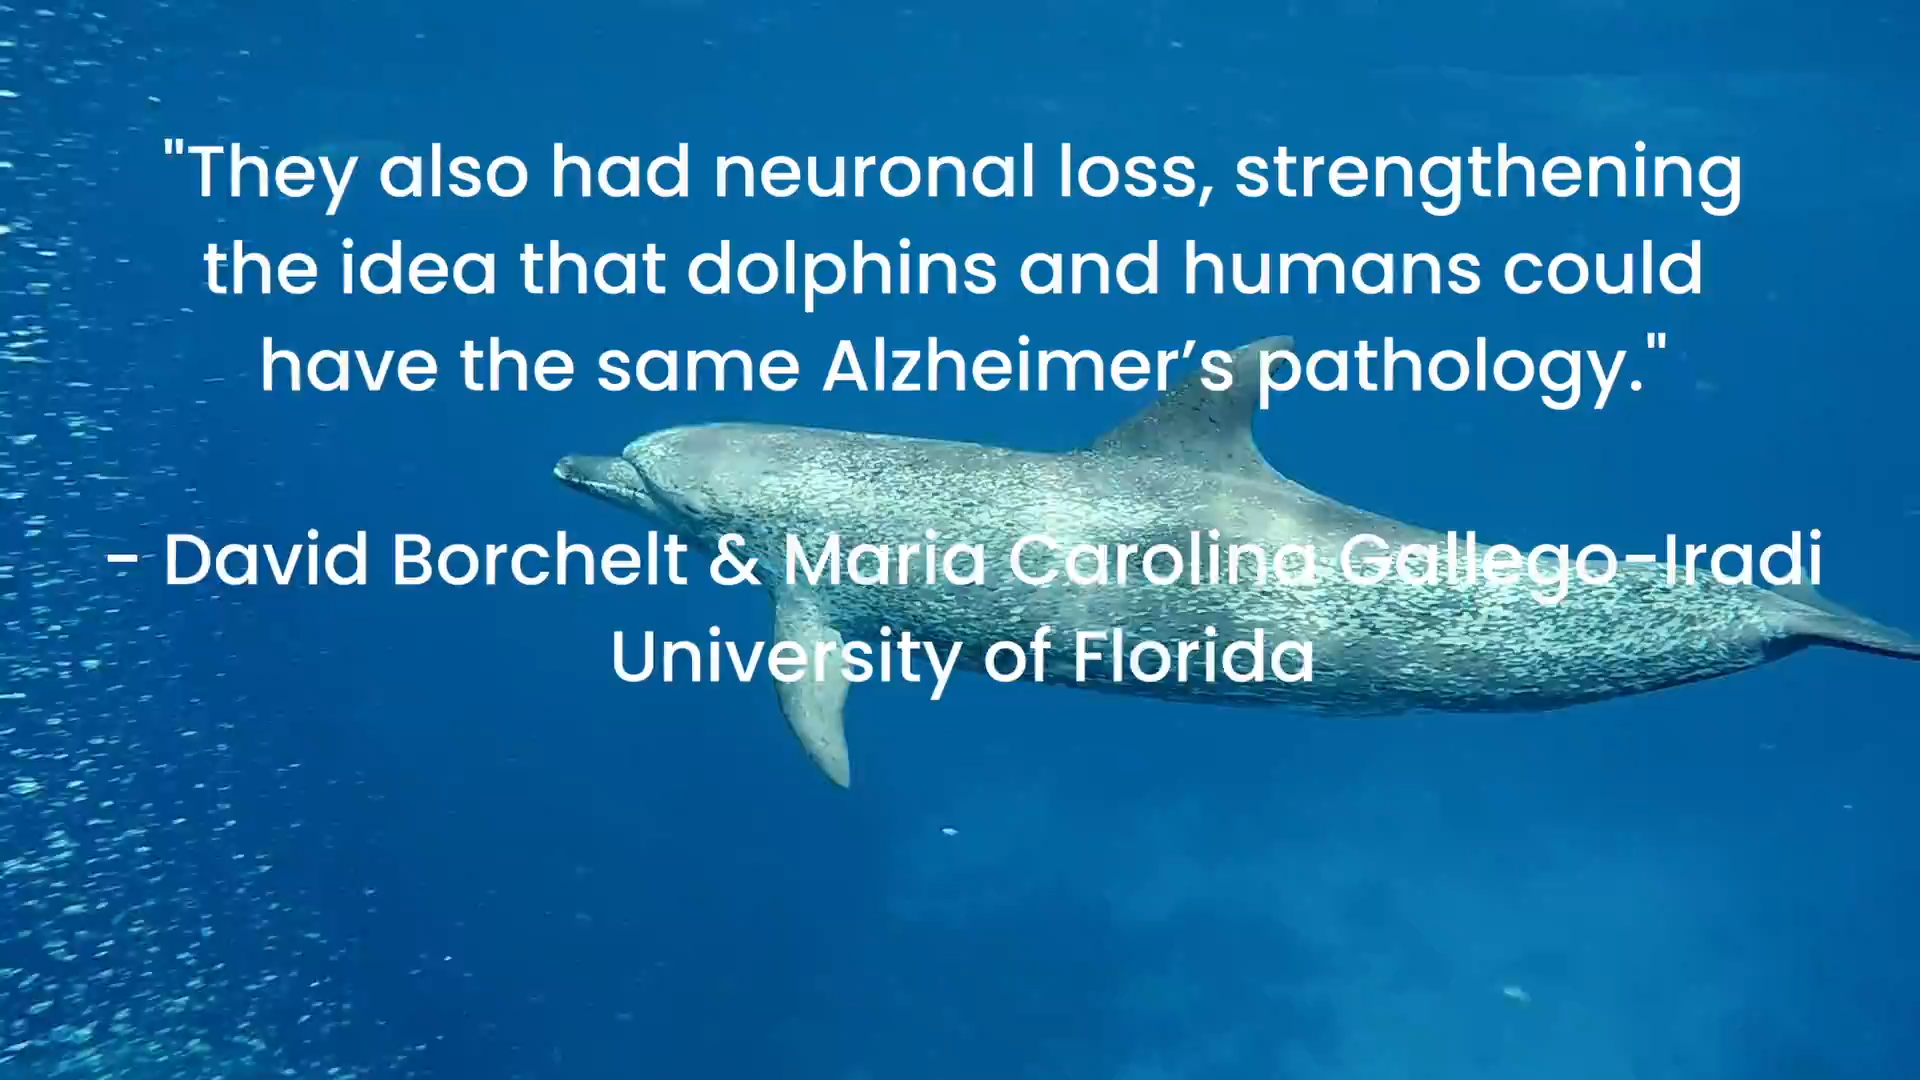 "They also had neuronal loss, strengthening
the idea that dolphins and humans could
have the same Alzheimer’s pathology."
- David Borchelt & Maria Carolina Gallego-Iradi
University of Florida